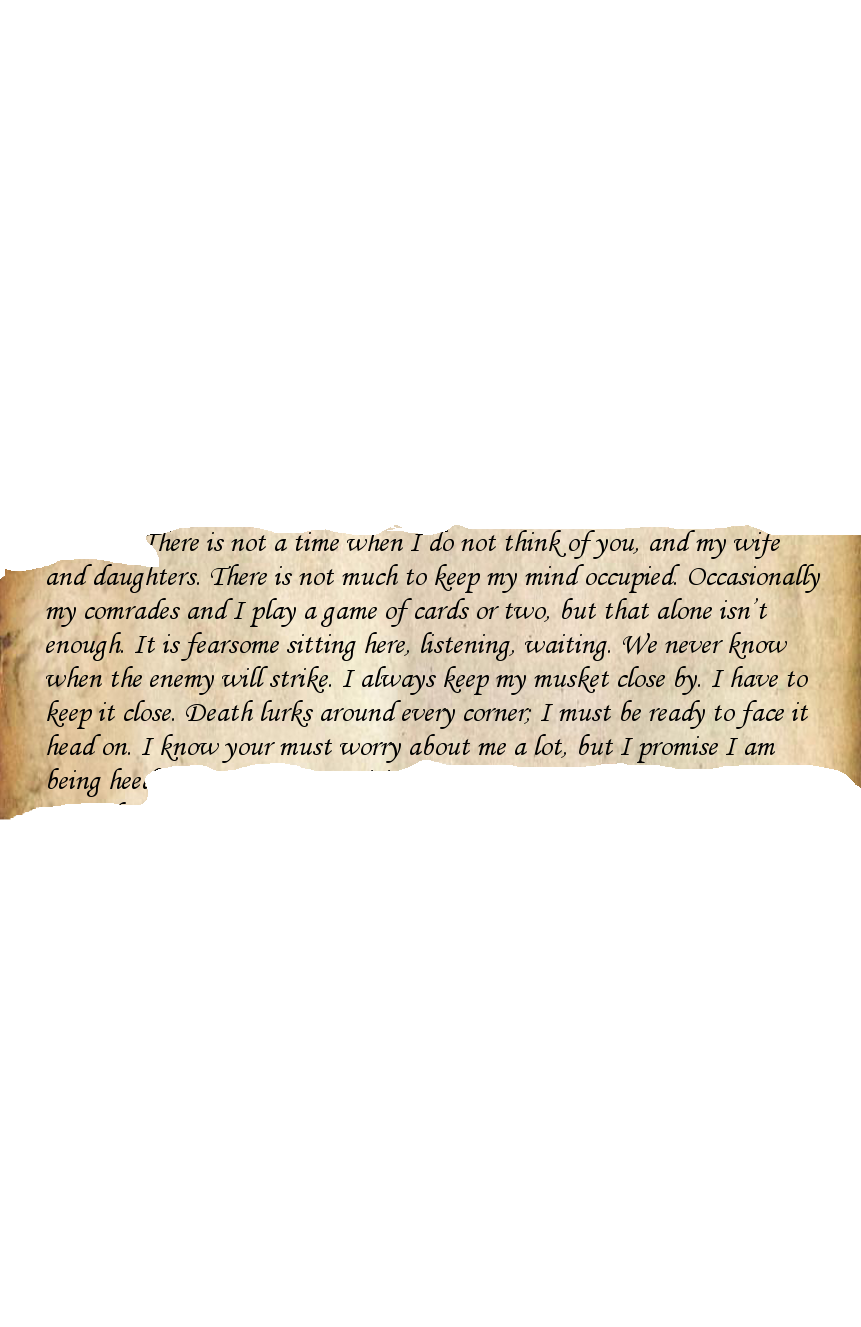 There is not a time when I do not think of you, and my wife
and daughters. There is not much to keep my mind occupied. Occasionally
my comrades and I play a game of cards or two, but that alone isn't
enough. It is fearsome sitting here, listening, waiting. We never know
when the enemy will strike. I always keep my musket close by. I have to
keep it close. Death lurks around every corner; I must be ready to face it
head on. I know your must worry about me a lot, but I promise I am
being